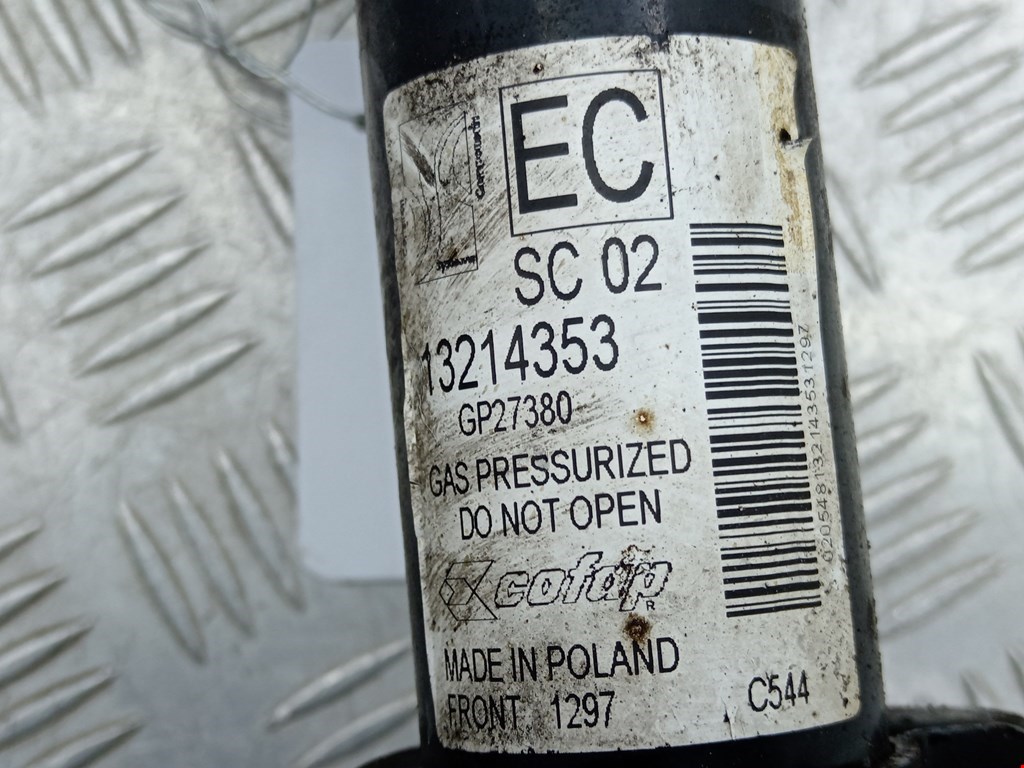 EC
SC 02
13214353
GP27380
GAS PRESSURIZED
DO NOT OPEN
cofap R
MADE IN POLAND
FRONT 1297
C544